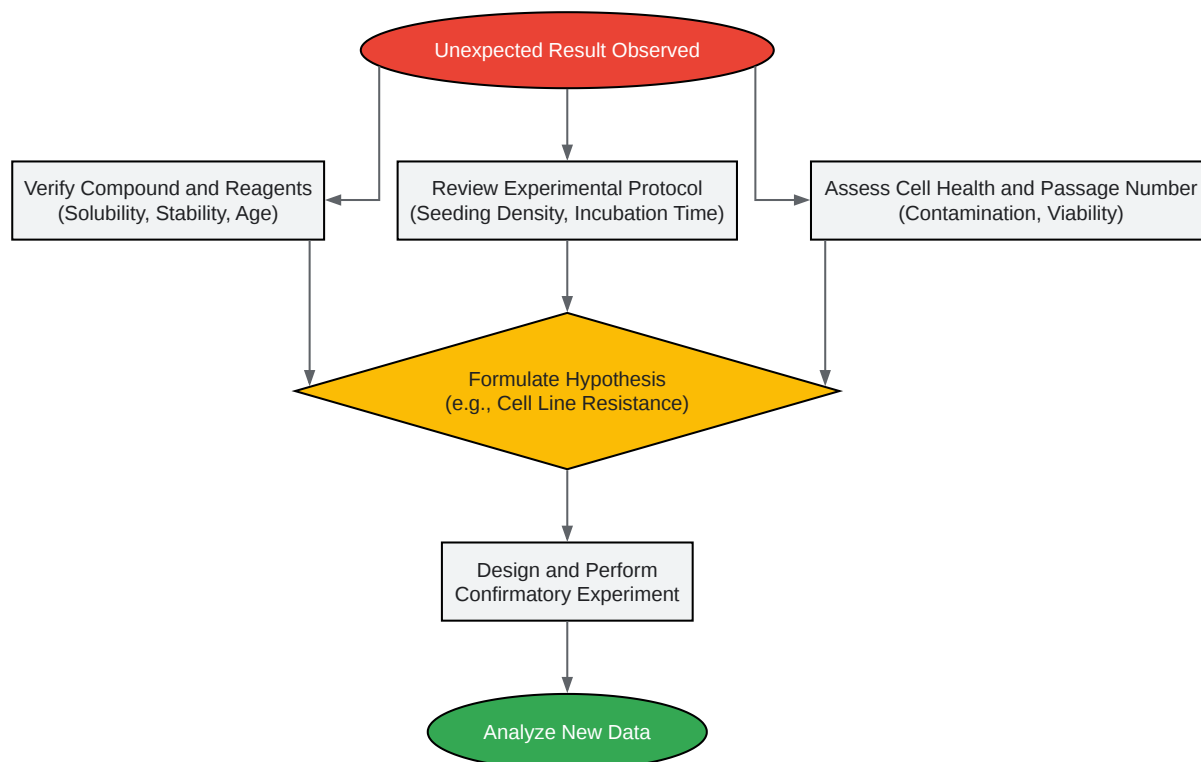 Unexpected Result Observed
Verify Compound and Reagents
(Solubility, Stability, Age)
Review Experimental Protocol
(Seeding Density, Incubation Time)
Assess Cell Health and Passage Number
(Contamination, Viability)
Formulate Hypothesis
(e.g., Cell Line Resistance)
Design and Perform
Confirmatory Experiment
Analyze New Data